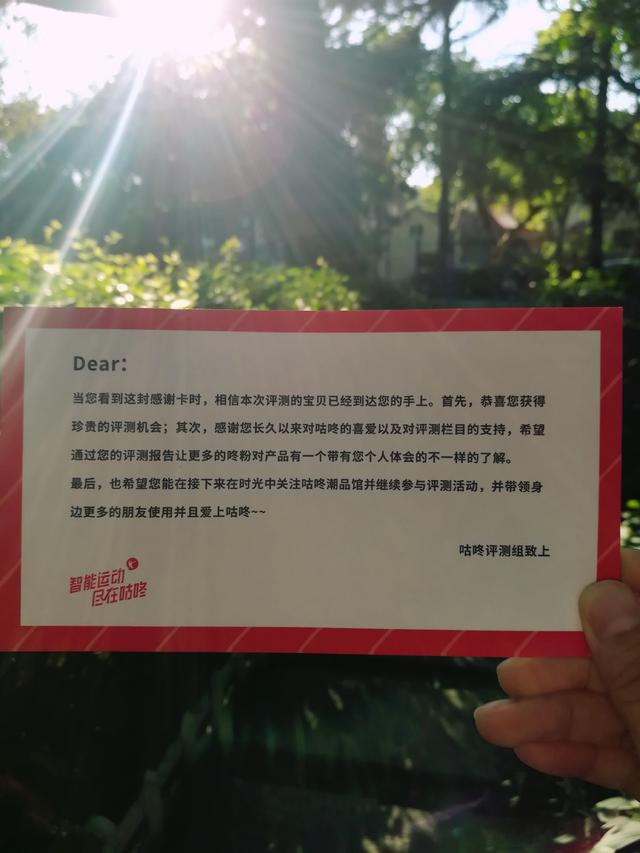 Dear：
当您看到这封感谢卡时，相信本次评测的宝贝已经到达您的手上。首先，恭喜您获得
珍贵的评测机会；其次，感谢您长久以来对咕咚的喜爱以及对评测栏目的支持，希望
通过您的评测报告让更多的咚粉对产品有一个带有您个人体会的不一样的了解。
最后，也希望您能在接下来在时光中关注咕咚潮品馆并继续参与评测活动，并带领身
边更多的朋友使用并且爱上咕咚~~
咕咚评测组致上
智能运动
尽在咕咚